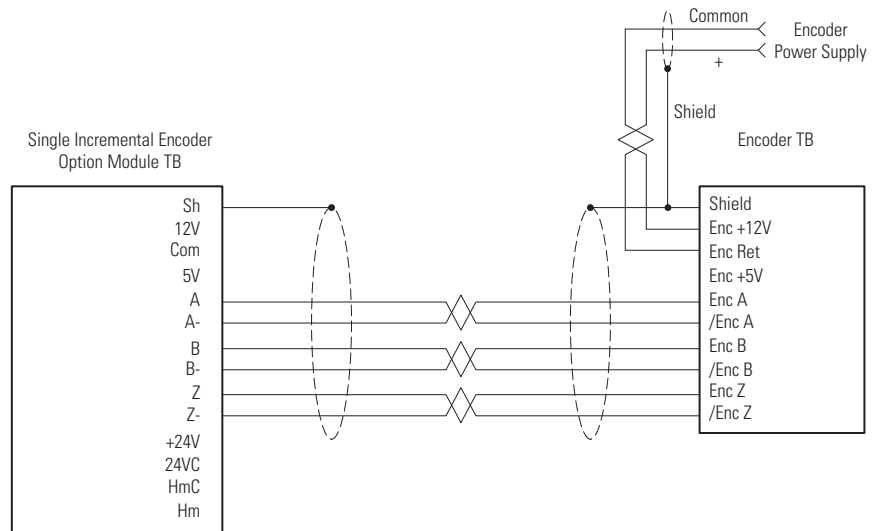 Common
Encoder
Power Supply
+
Shield
Single Incremental Encoder
Option Module TB
Encoder TB
Sh
12V
Com
5V
A
A-
B
B-
Z
Z-
+24V
24VC
HmC
Hm
Shield
Enc +12V
Enc Ret
Enc +5V
Enc A
/Enc A
Enc B
/Enc B
Enc Z
/Enc Z